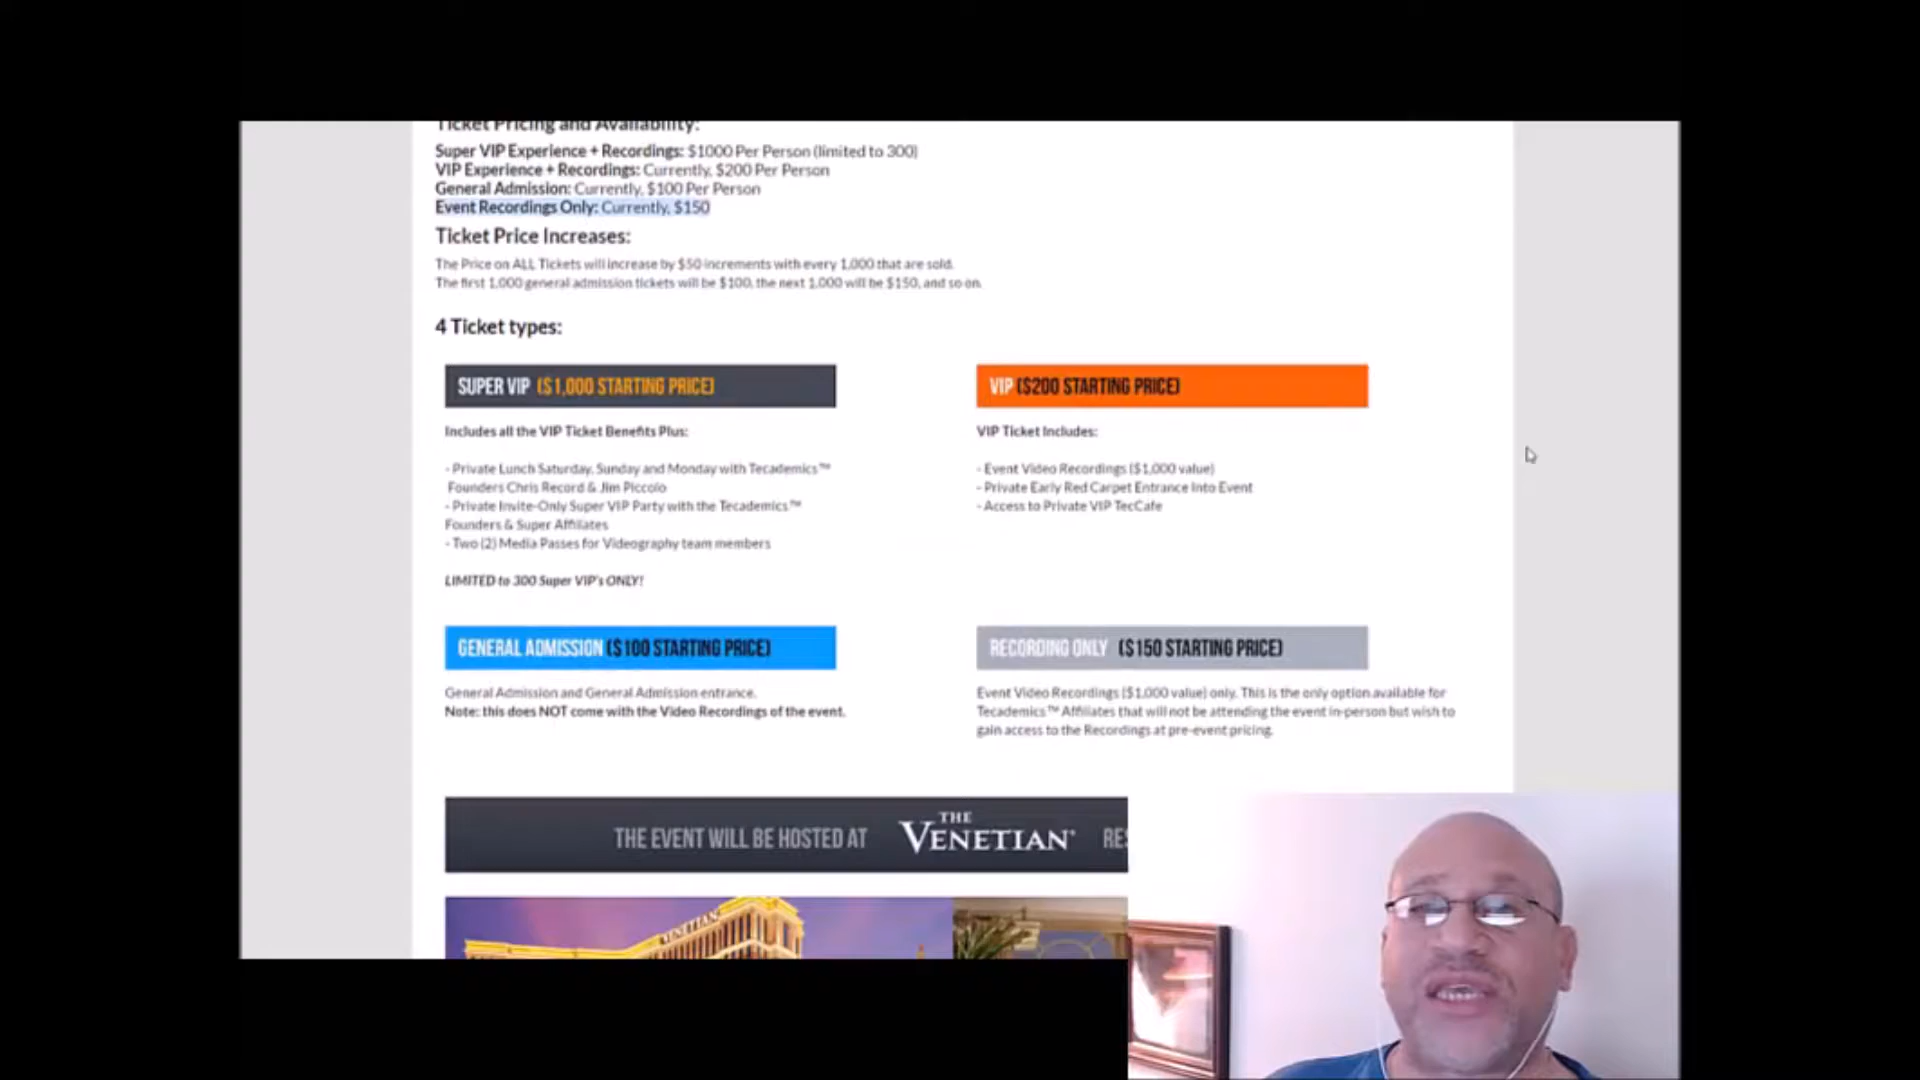 Ticket Pricing and Availability:
Super VIP Experience + Recordings: $1000 Per Person (limited to 300)
VIP Experience + Recordings: Currently, $200 Per Person
General Admission: Currently, $100 Per Person
Event Recordings Only: Currently, $150
Ticket Price Increases:
The Price on ALL Tickets will increase by $50 increments with every 1,000 that are sold.
The first 1,000 general admission tickets will be $100, the next 1,000 will be $150, and so on.
4 Ticket types:
SUPER VIP ($1,000 STARTING PRICE)
Includes all the VIP Ticket Benefits Plus:
- Private Lunch Saturday, Sunday and Monday with Tecademics™
Founders Chris Record & Jim Piccolo
- Private Invite-Only Super VIP Party with the Tecademics™
Founders & Super Affiliates
- Two (2) Media Passes for Videography team members
LIMITED to 300 Super VIP's ONLY!
VIP ($200 STARTING PRICE)
VIP Ticket Includes:
- Event Video Recordings ($1,000 value)
- Private Early Red Carpet Entrance Into Event
- Access to Private VIP TecCafe
GENERAL ADMISSION ($100 STARTING PRICE)
General Admission and General Admission entrance.
Note: this does NOT come with the Video Recordings of the event.
RECORDING ONLY ($150 STARTING PRICE)
Event Video Recordings ($1,000 value) only. This is the only option available for
Tecademics™ Affiliates that will not be attending the event in-person but wish to
gain access to the Recordings at pre-event pricing.
THE EVENT WILL BE HOSTED AT THE VENETIAN® RES
VENETIAN